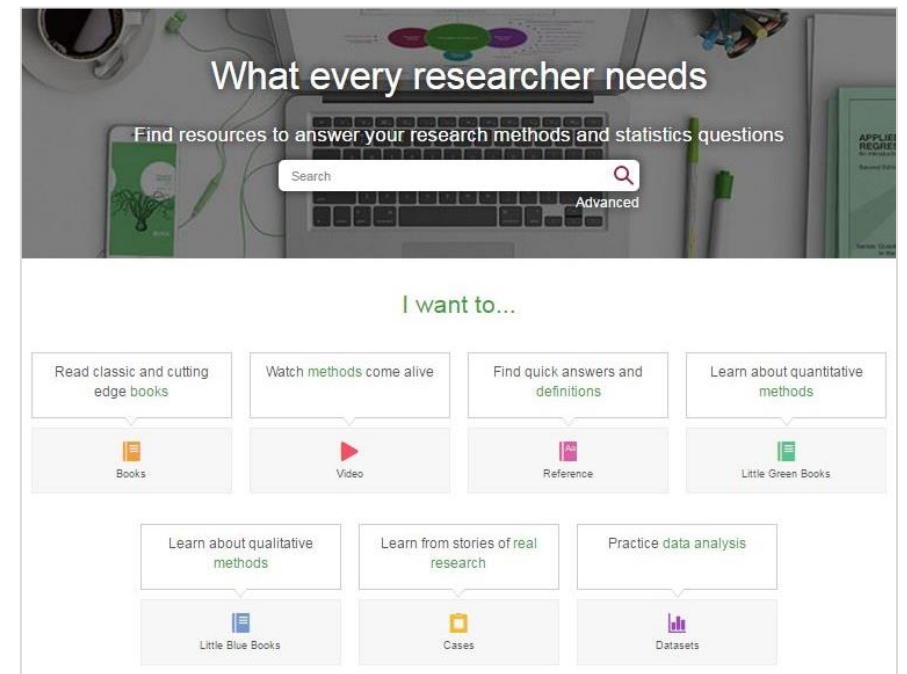 What every researcher needs
Find resources to answer your research methods and statistics questions
Search
Advanced
APPLIED
REGRES
I want to...
Read classic and cutting
edge books
Books
Watch methods come alive
Video
Find quick answers and
definitions
Aa
Reference
Learn about quantitative
methods
Little Green Books
Learn about qualitative
methods
Little Blue Books
Learn from stories of real
research
Cases
Practice data analysis
Datasets